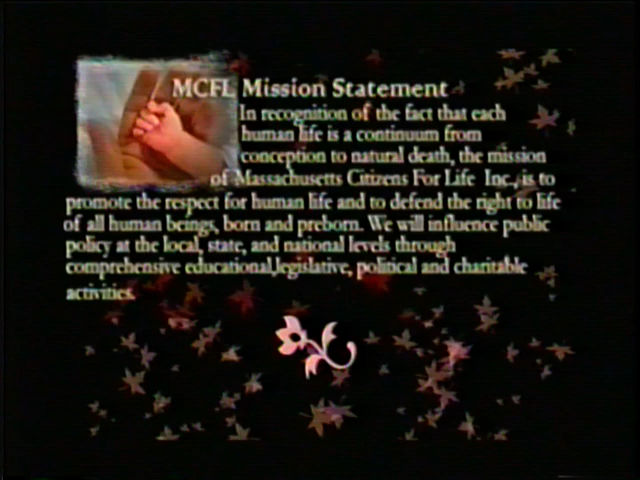 MCFL Mission Statement
In recognition of the fact that each
human life is a continuum from
conception to natural death, the mission
of Massachusetts Citizens For Life Inc., is to
promote the respect for human life and to defend the right to life
of all human beings, born and preborn. We will influence public
policy at the local, state, and national levels through
comprehensive educational,legislative, political and charitable
activities.